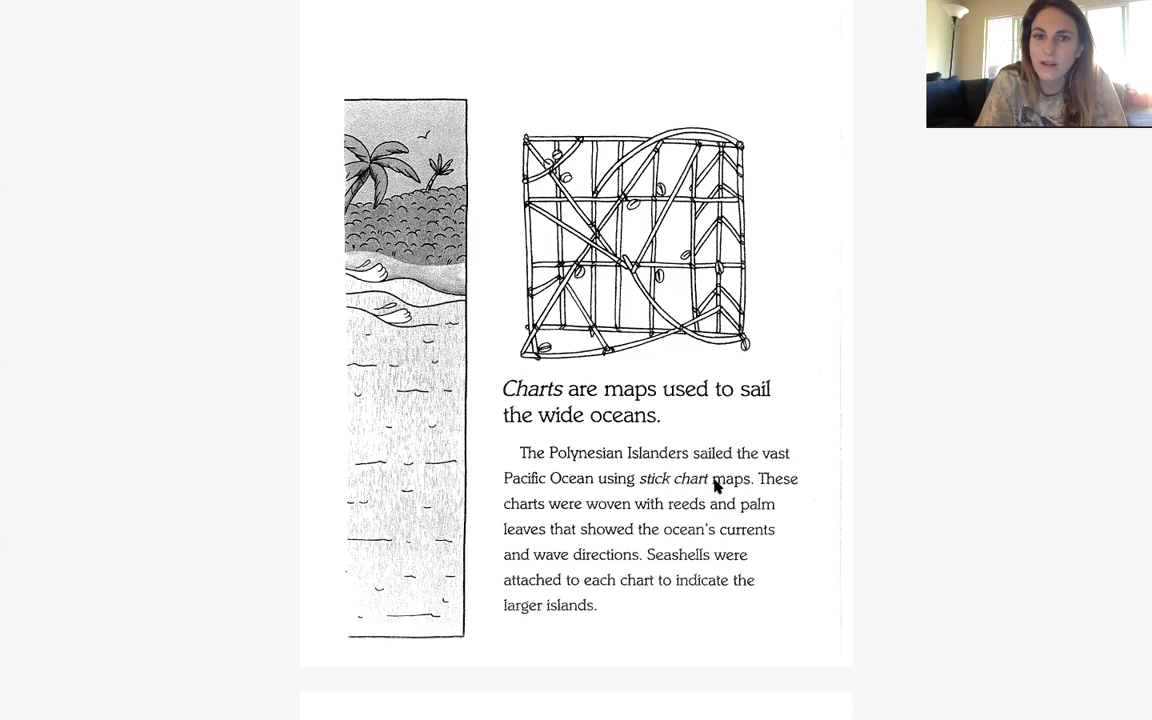 Charts are maps used to sail
the wide oceans.
The Polynesian Islanders sailed the vast
Pacific Ocean using stick chart maps. These
charts were woven with reeds and palm
leaves that showed the ocean's currents
and wave directions. Seashells were
attached to each chart to indicate the
larger islands.